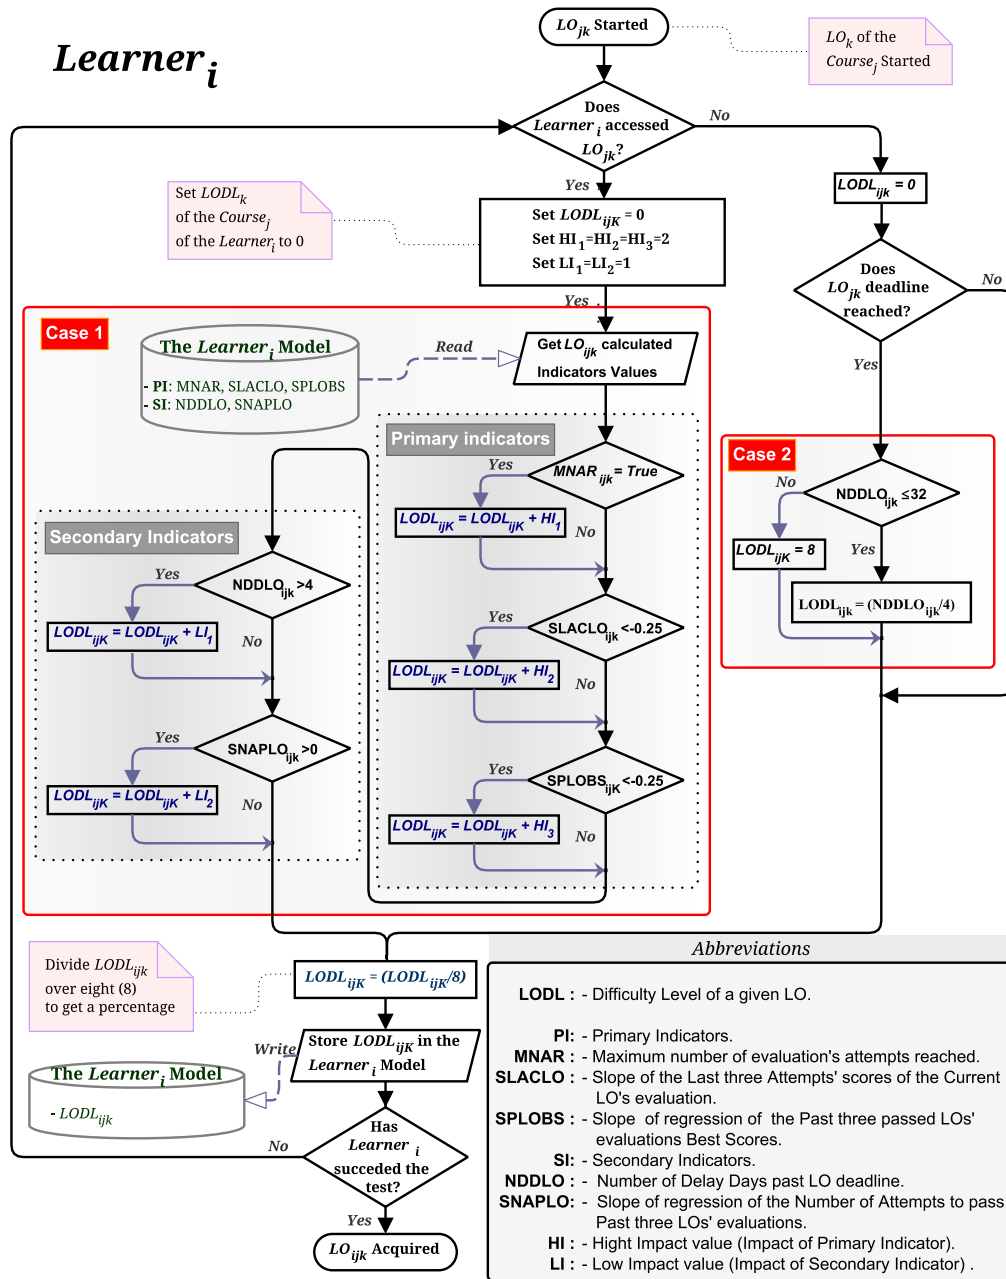 Learner i
LO jk Started
LO k of the
Course j Started
Does
Learner i accessed
LO jk?
No
Yes
LODL ijk = 0
Set LODL k
of the Course j
of the Learner i to 0
Set LODL ijK = 0
Set HI 1=HI 2=HI 3=2
Set LI 1=LI 2=1
Does
LO jk deadline
reached?
No
Yes
Yes
Case 1
The Learner i Model
- PI: MNAR, SLACLO, SPLOBS
- SI: NDDLO, SNAPLO
Read
Get LO ijk calculated
Indicators Values
Primary indicators
MNAR ijk = True
Yes
LODL ijK = LODL ijK + HI 1
No
SLACLO ijk <-0.25
Yes
LODL ijK = LODL ijK + HI 2
No
SPLOBS ijK <-0.25
Yes
LODL ijK = LODL ijK + HI 3
No
Secondary Indicators
NDDLO ijk >4
Yes
LODL ijK = LODL ijK + LI 1
No
SNAPLO ijk >0
Yes
LODL ijK = LODL ijK + LI 2
No
Case 2
NDDLO ijk ≤32
No
LODL ijK = 8
Yes
LODL ijk = (NDDLO ijk/4)
Divide LODL ijk
over eight (8)
to get a percentage
LODL ijK = (LODL ijK/8)
Store LODL ijK in the
Learner i Model
Write
The Learner i Model
- LODL ijk
Has
Learner i
succeded the
test?
No
Yes
LO ijk Acquired
Abbreviations
LODL : - Difficulty Level of a given LO.
PI: - Primary Indicators.
MNAR : - Maximum number of evaluation's attempts reached.
SLACLO : - Slope of the Last three Attempts' scores of the Current
LO's evaluation.
SPLOBS : - Slope of regression of the Past three passed LOs'
evaluations Best Scores.
SI: - Secondary Indicators.
NDDLO : - Number of Delay Days past LO deadline.
SNAPLO: - Slope of regression of the Number of Attempts to pass
Past three LOs' evaluations.
HI : - Hight Impact value (Impact of Primary Indicator).
LI : - Low Impact value (Impact of Secondary Indicator) .